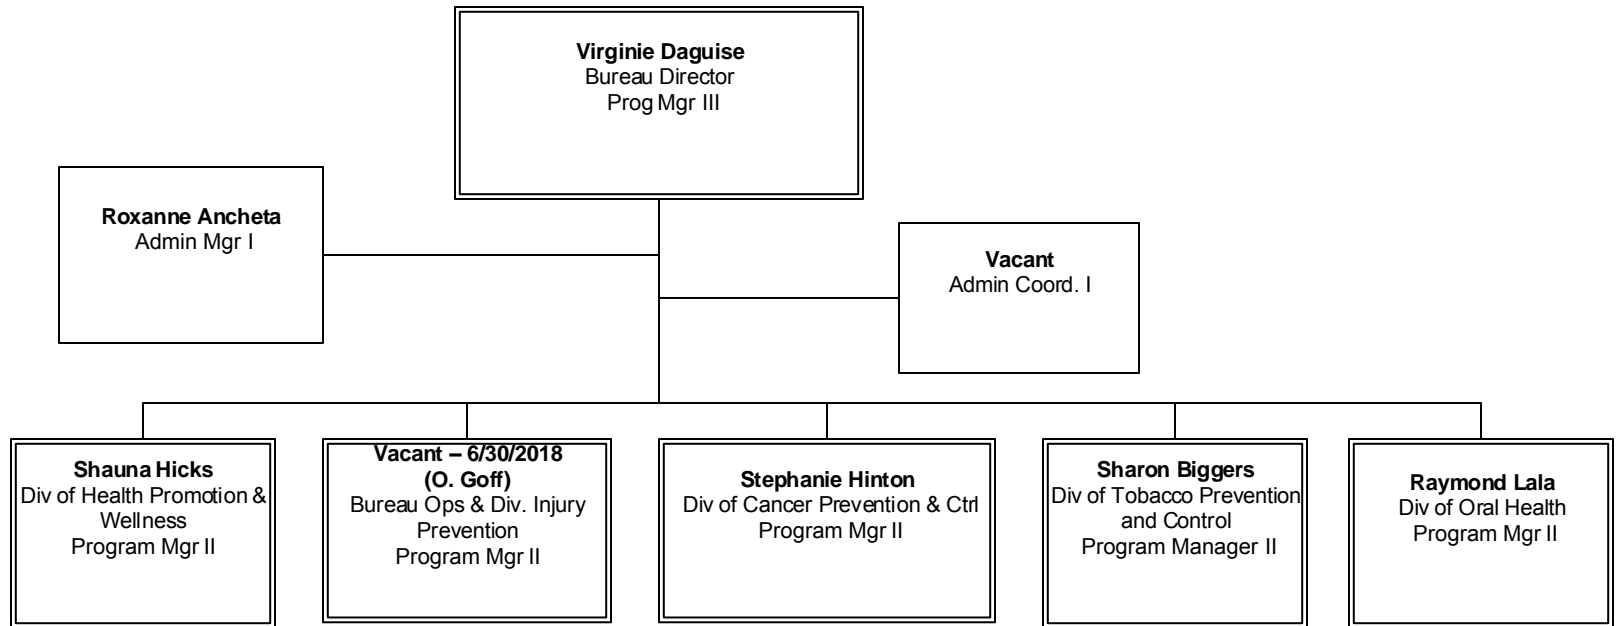 Virginie Daguise
Bureau Director
Prog Mgr III
Roxanne Ancheta
Admin Mgr I
Vacant
Admin Coord. I
Shauna Hicks
Div of Health Promotion &
Wellness
Program Mgr II
Vacant – 6/30/2018
(O. Goff)
Bureau Ops & Div. Injury
Prevention
Program Mgr II
Stephanie Hinton
Div of Cancer Prevention & Ctrl
Program Mgr II
Sharon Biggers
Div of Tobacco Prevention
and Control
Program Manager II
Raymond Lala
Div of Oral Health
Program Mgr II